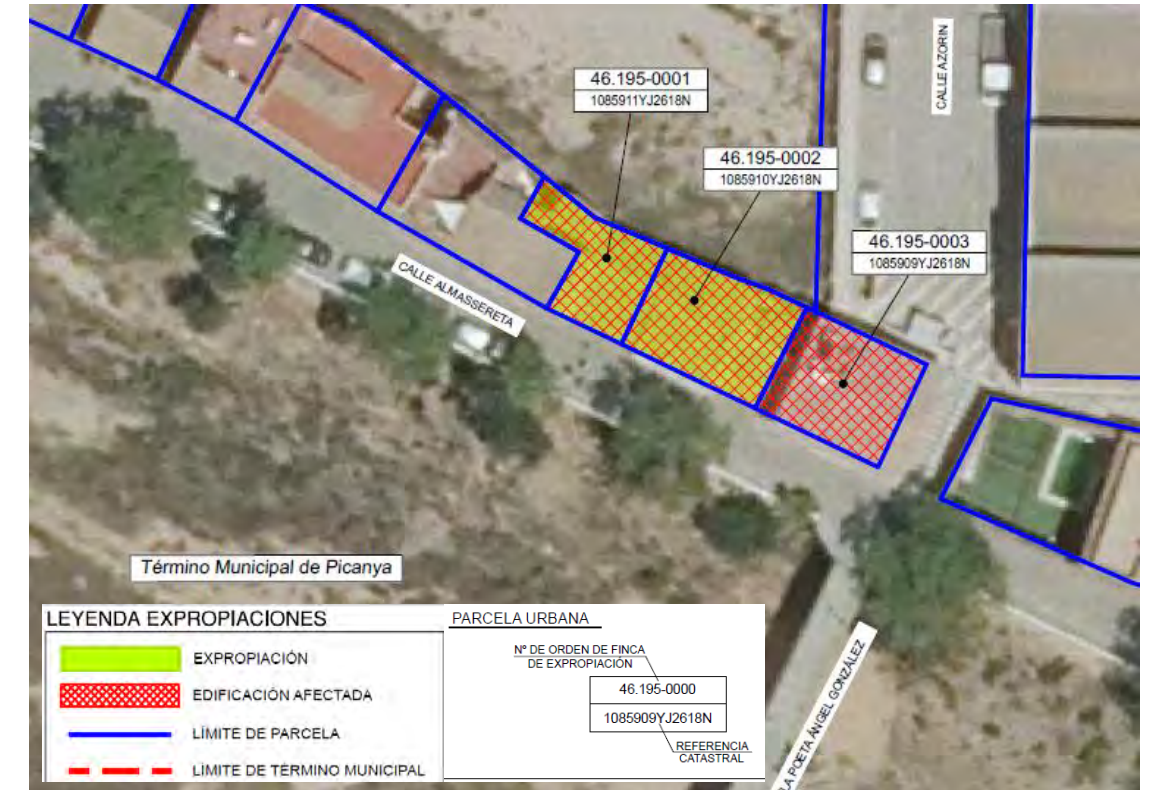 46.195-0001
1085911YJ2618N
CALLE AZORIN
46.195-0002
1085910YJ2618N
46.195-0003
1085909YJ2618N
CALLE ALMASSERETA
Término Municipal de Picanya
LEYENDA EXPROPIACIONES
EXPROPIACIÓN
EDIFICACIÓN AFECTADA
LÍMITE DE PARCELA
LÍMITE DE TÉRMINO MUNICIPAL
PARCELA URBANA
Nº DE ORDEN DE FINCA
DE EXPROPIACIÓN
46.195-0000
1085909YJ2618N
REFERENCIA
CATASTRAL
LA POETA ÁNGEL GONZÁLEZ